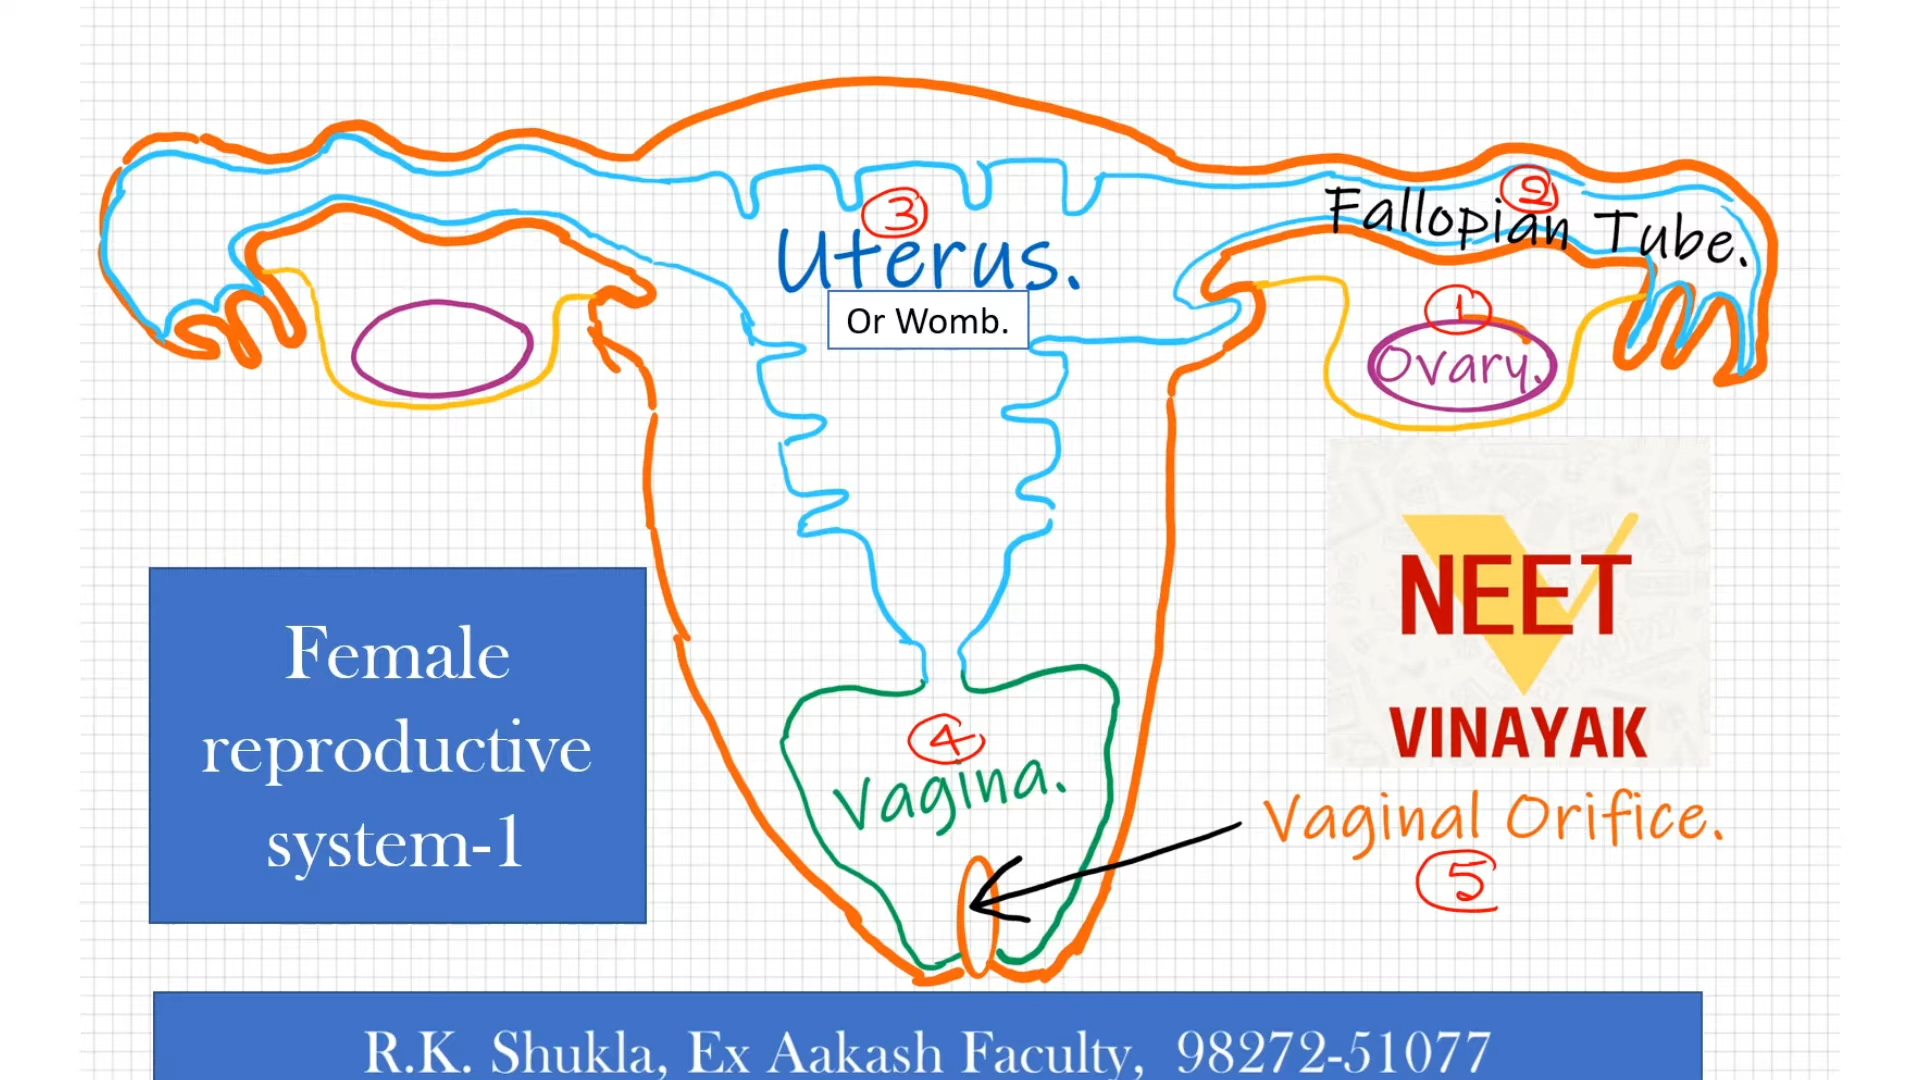 2
Fallopian Tube.
3
Uterus.
Or Womb.
1
Ovary.
NEET
VINAYAK
Female
reproductive
system-1
4
Vagina.
Vaginal Orifice.
5
R.K. Shukla, Ex Aakash Faculty, 98272-51077